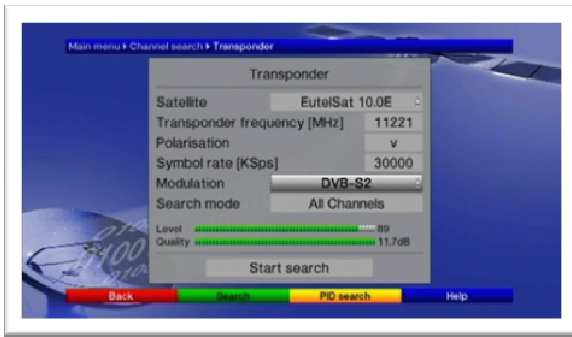 Main menu ▸ Channel search ▸ Transponder
Transponder
Satellite EutelSat 10.0E
Transponder frequency [MHz] 11221
Polarisation v
Symbol rate [KSps] 30000
Modulation DVB-S2
Search mode All Channels
Level 89
Quality 11.7dB
Start search
Back Search PID search Help